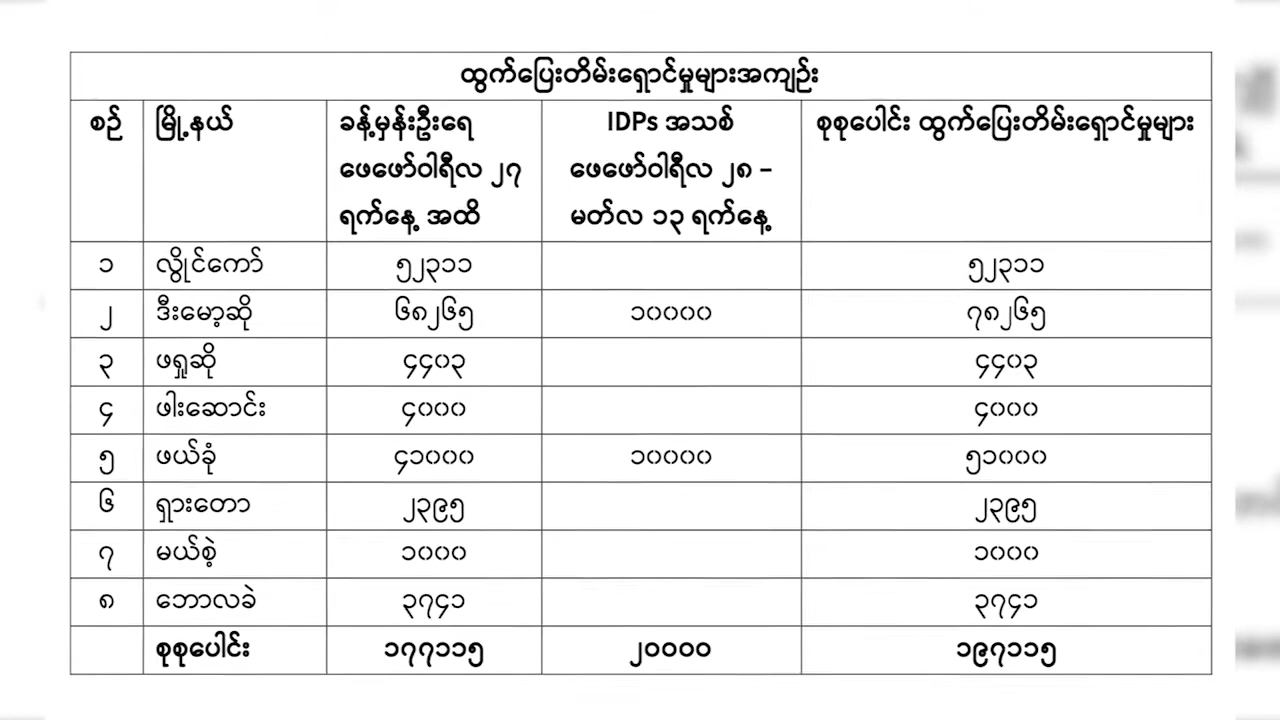 ထွက်ပြေးတိမ်းရှောင်မှုများအကျဉ်း
စဉ် မြို့နယ် ခန့်မှန်းဦးရေ IDPs အသစ် စုစုပေါင်း ထွက်ပြေးတိမ်းရှောင်မှုများ
ဖေဖော်ဝါရီလ ၂၇ ဖေဖော်ဝါရီလ ၂၈ –
ရက်နေ့ အထိ မတ်လ ၁၃ ရက်နေ့
၁ လွိုင်ကော် ၅၂၃၁၁ ၅၂၃၁၁
၂ ဒီးမော့ဆို ၆၈၂၆၅ ၁၀၀၀၀ ၇၈၂၆၅
၃ ဖရူဆို ၄၄၀၃ ၄၄၀၃
၄ ဖါးဆောင်း ၄၀၀၀ ၄၀၀၀
၅ ဖယ်ခုံ ၄၁၀၀၀ ၁၀၀၀၀ ၅၁၀၀၀
၆ ရှားတော ၂၃၉၅ ၂၃၉၅
၇ မယ်စဲ့ ၁၀၀၀ ၁၀၀၀
၈ ဘောလခဲ ၃၇၄၁ ၃၇၄၁
စုစုပေါင်း ၁၇၇၁၁၅ ၂၀၀၀၀ ၁၉၇၁၁၅